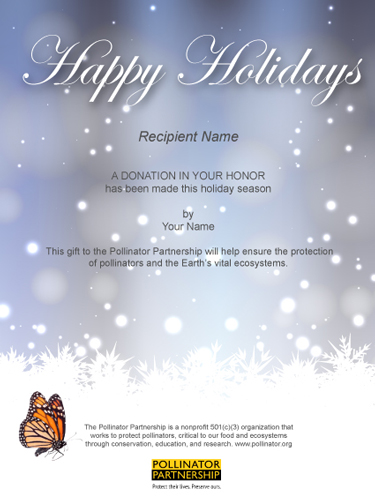 Happy Holidays
Recipient Name
A DONATION IN YOUR HONOR
has been made this holiday season
by
Your Name
This gift to the Pollinator Partnership will help ensure the protection
of pollinators and the Earth's vital ecosystems.
The Pollinator Partnership is a nonprofit 501(c)(3) organization that
works to protect pollinators, critical to our food and ecosystems
through conservation, education, and research. www.pollinator.org
POLLINATOR
PARTNERSHIP
Protect their lives. Preserve ours.